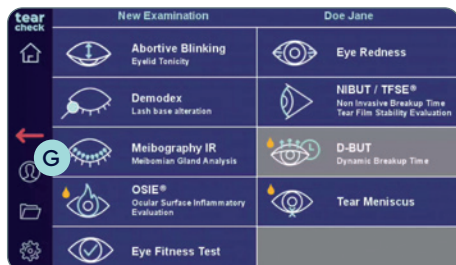 tear
check
New Examination
Doe Jane
Abortive Blinking
Eyelid Tonicity
Eye Redness
Demodex
Lash base alteration
NIBUT / TFSE®
Non Invasive Breakup Time
Tear Film Stability Evaluation
G
Meibography IR
Meibomian Gland Analysis
D-BUT
Dynamic Breakup Time
OSIE®
Ocular Surface Inflammatory
Evaluation
Tear Meniscus
Eye Fitness Test